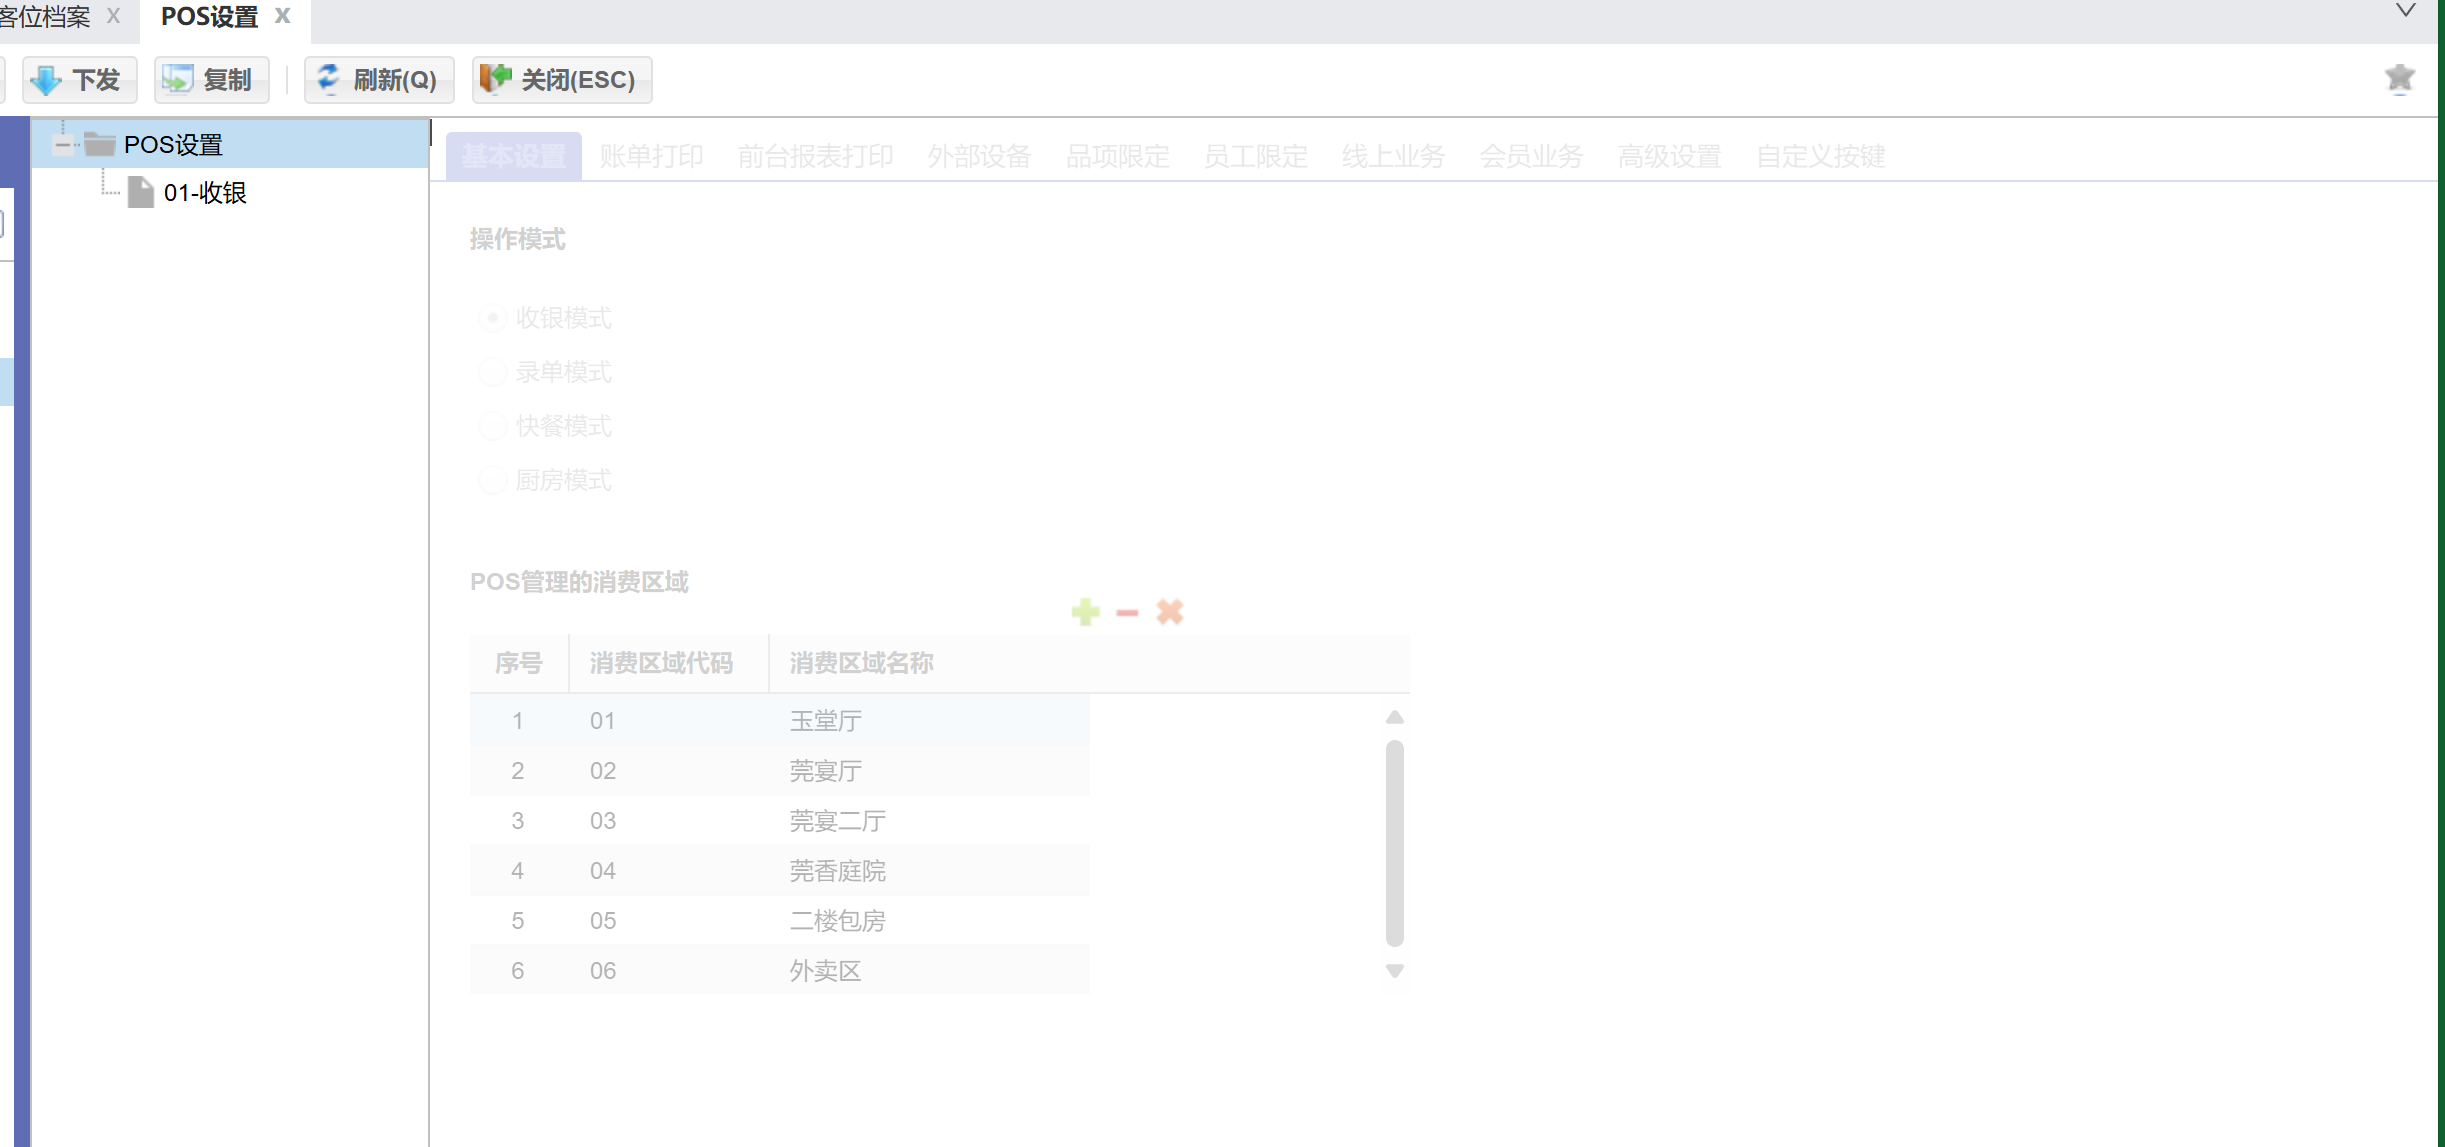 客位档案 X POS设置 X
下发 复制 刷新(Q) 关闭(ESC)
POS设置
01-收银
基本设置 账单打印 前台报表打印 外部设备 品项限定 员工限定 线上业务 会员业务 高级设置 自定义按键
操作模式
收银模式
录单模式
快餐模式
厨房模式
POS管理的消费区域
序号 消费区域代码 消费区域名称
1 01 玉堂厅
2 02 莞宴厅
3 03 莞宴二厅
4 04 莞香庭院
5 05 二楼包房
6 06 外卖区